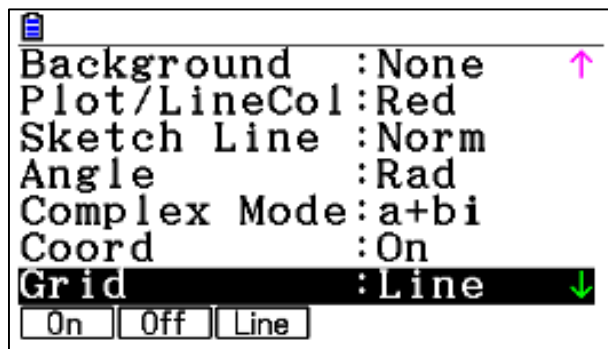 Background :None ↑
Plot/LineCol:Red
Sketch Line :Norm
Angle :Rad
Complex Mode:a+bi
Coord :On
Grid :Line ↓
On Off Line